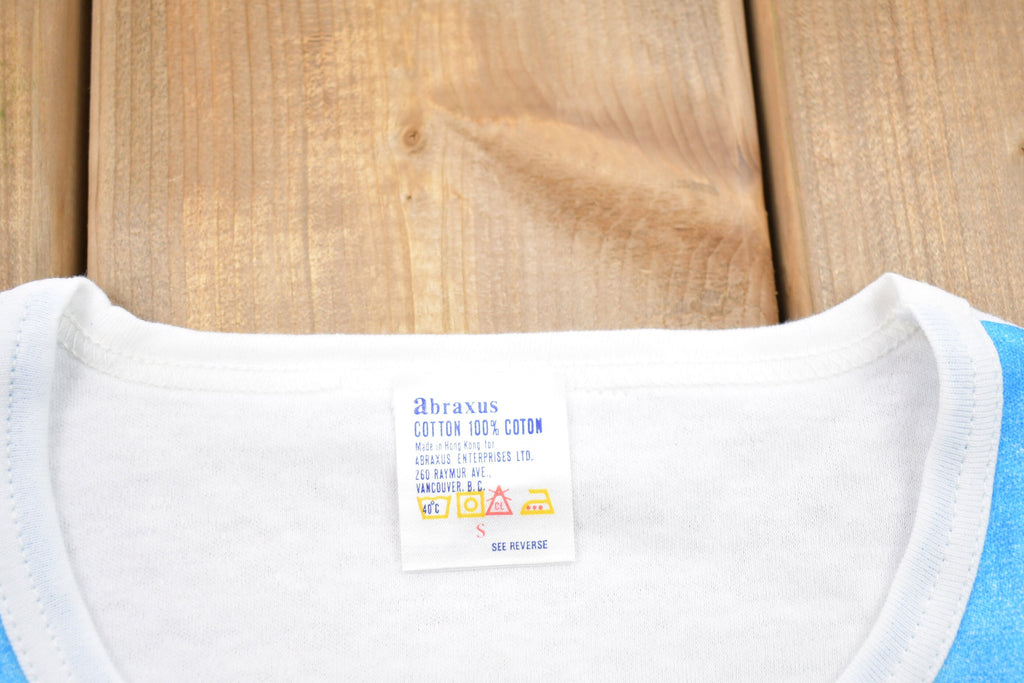 abraxus
COTTON 100% COTON
Made in Hong Kong for
ABRAXUS ENTERPRISES LTD.
260 RAYMUR AVE.,
VANCOUVER, B.C.
40°C CL
S
SEE REVERSE